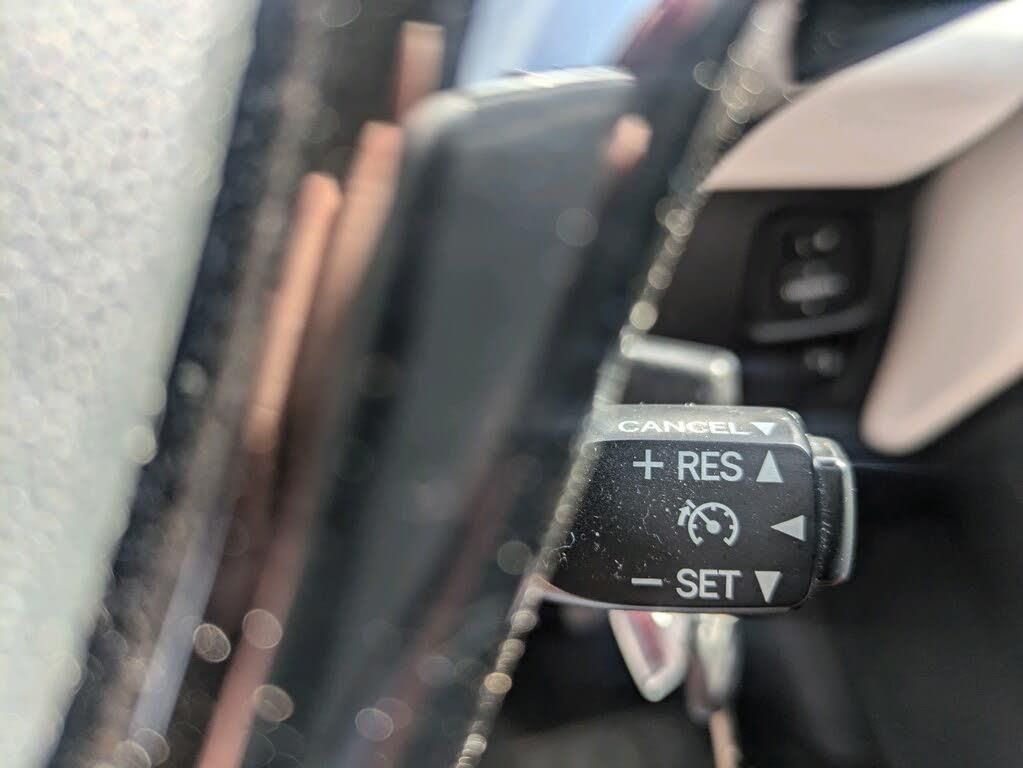 CANCEL ▼
+ RES ▲
◀
− SET ▼